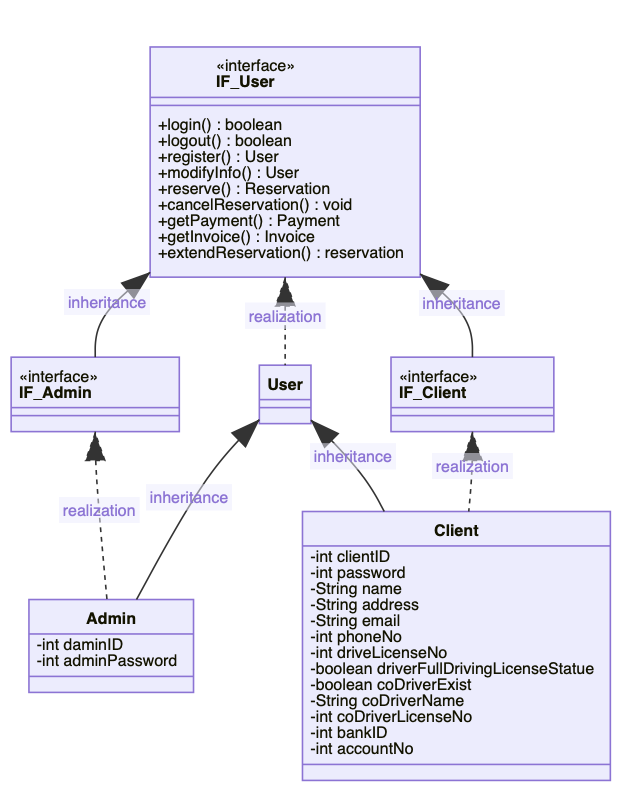 «interface»
IF_User
+login() : boolean
+logout() : boolean
+register() : User
+modifyInfo() : User
+reserve() : Reservation
+cancelReservation() : void
+getPayment() : Payment
+getInvoice() : Invoice
+extendReservation() : reservation
inheritance
realization
inheritance
«interface»
IF_Admin
User
«interface»
IF_Client
realization
inheritance
inheritance
realization
Admin
-int daminID
-int adminPassword
Client
-int clientID
-int password
-String name
-String address
-String email
-int phoneNo
-int driveLicenseNo
-boolean driverFullDrivingLicenseStatue
-boolean coDriverExist
-String coDriverName
-int coDriverLicenseNo
-int bankID
-int accountNo